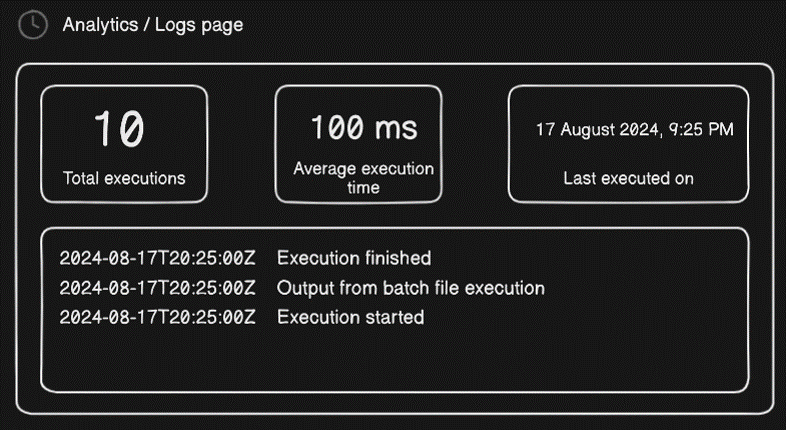 Analytics / Logs page
10
Total executions
100 ms
Average execution
time
17 August 2024, 9:25 PM
Last executed on
2024-08-17T20:25:00Z Execution finished
2024-08-17T20:25:00Z Output from batch file execution
2024-08-17T20:25:00Z Execution started